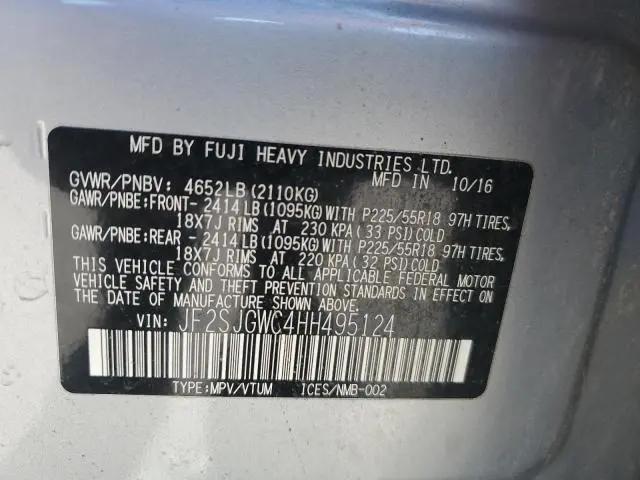 MFD BY FUJI HEAVY INDUSTRIES LTD.
GVWR/PNBV: 4652LB(2110KG) MFD IN 10/16
GAWR/PNBE:FRONT- 2414LB(1095KG)WITH P225/55R18 97H TIRES,
18X7J RIMS AT 230 KPA(33 PSI)COLD
GAWR/PNBE:REAR - 2414LB(1095KG)WITH P225/55R18 97H TIRES,
18X7J RIMS AT 220 KPA(32 PSI)COLD
THIS VEHICLE CONFORMS TO ALL APPLICABLE FEDERAL MOTOR
VEHICLE SAFETY AND THEFT PREVENTION STANDARDS IN EFFECT ON
THE DATE OF MANUFACTURE SHOWN ABOVE.
VIN: JF2SJGWC4HH495124
TYPE:MPV/VTUM ICES/NMB-002